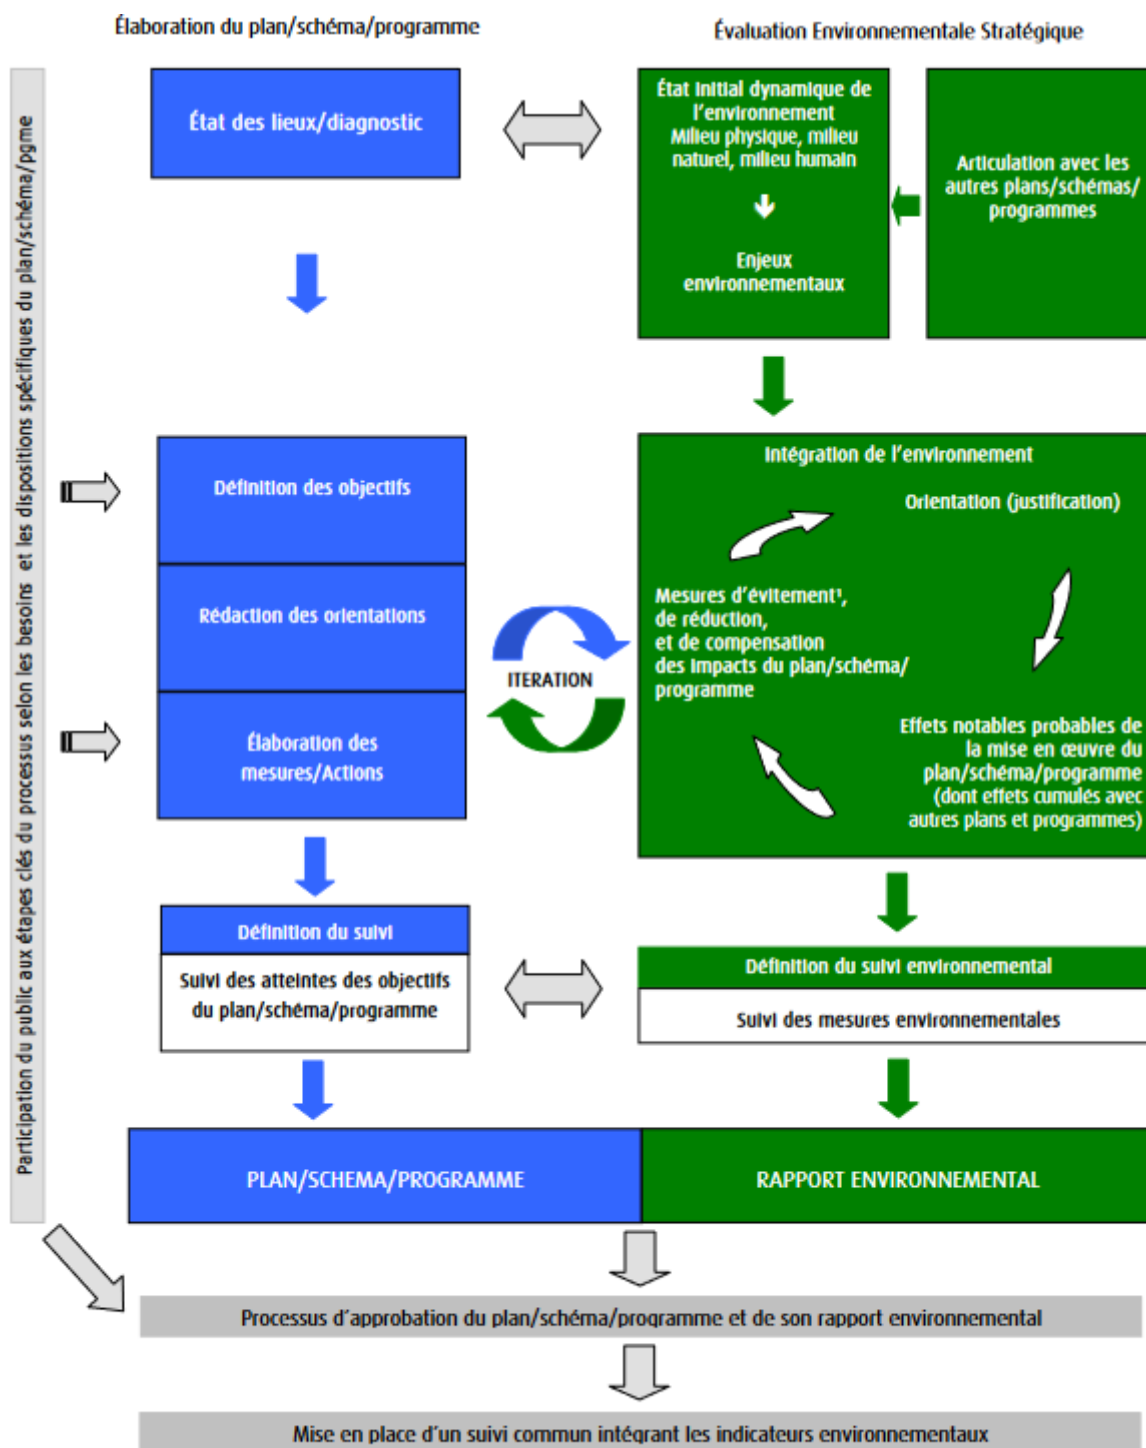 Élaboration du plan/schéma/programme
Évaluation Environnementale Stratégique
Participation du public aux étapes clés du processus selon les besoins et les dispositions spécifiques du plan/schéma/pgme
État des lieux/diagnostic
État initial dynamique de
l'environnement
Milieu physique, milieu
naturel, milieu humain
Enjeux
environnementaux
Articulation avec les
autres plans/schémas/
programmes
Définition des objectifs
Rédaction des orientations
Élaboration des
mesures/Actions
ITERATION
Intégration de l'environnement
Orientation (justification)
Mesures d'évitement¹,
de réduction,
et de compensation
des impacts du plan/schéma/
programme
Effets notables probables de
la mise en œuvre du
plan/schéma/programme
(dont effets cumulés avec
autres plans et programmes)
Définition du suivi
Suivi des atteintes des objectifs
du plan/schéma/programme
Définition du suivi environnemental
Suivi des mesures environnementales
PLAN/SCHEMA/PROGRAMME
RAPPORT ENVIRONNEMENTAL
Processus d'approbation du plan/schéma/programme et de son rapport environnemental
Mise en place d'un suivi commun intégrant les indicateurs environnementaux